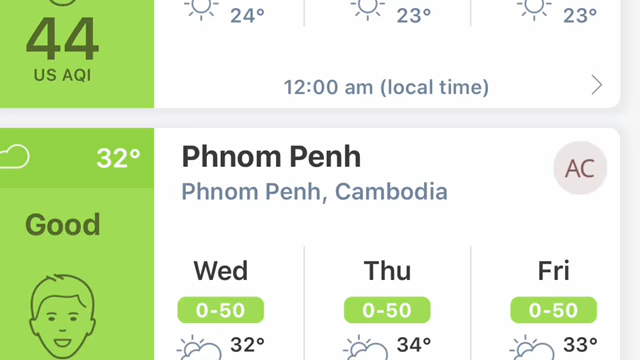 24° 23° 23°
44
US AQI
12:00 am (local time)
32° Phnom Penh
AC
Phnom Penh, Cambodia
Good
Wed Thu Fri
0-50 0-50 0-50
32° 34° 33°